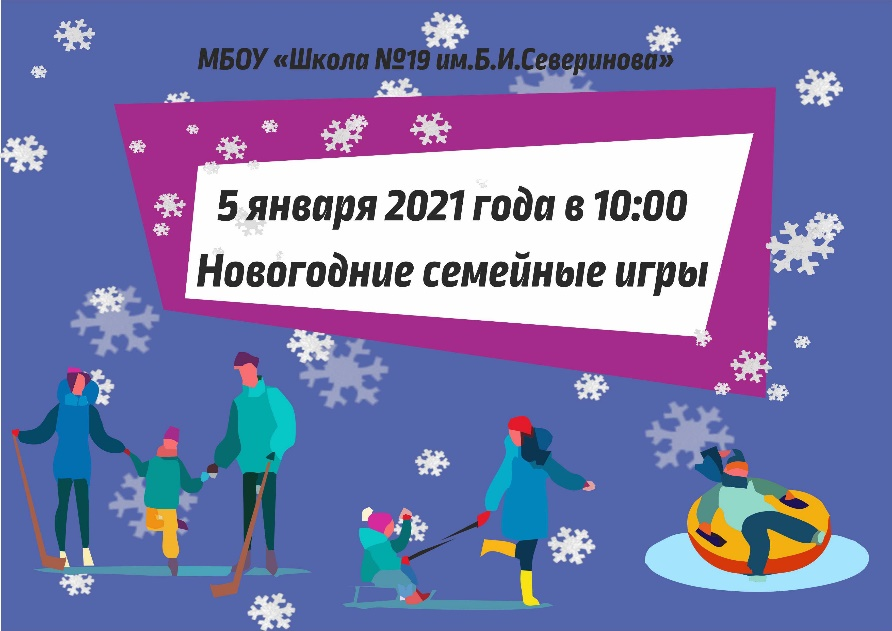 МБОУ «Школа №19 им.Б.И.Северинова»
5 января 2021 года в 10:00
Новогодние семейные игры